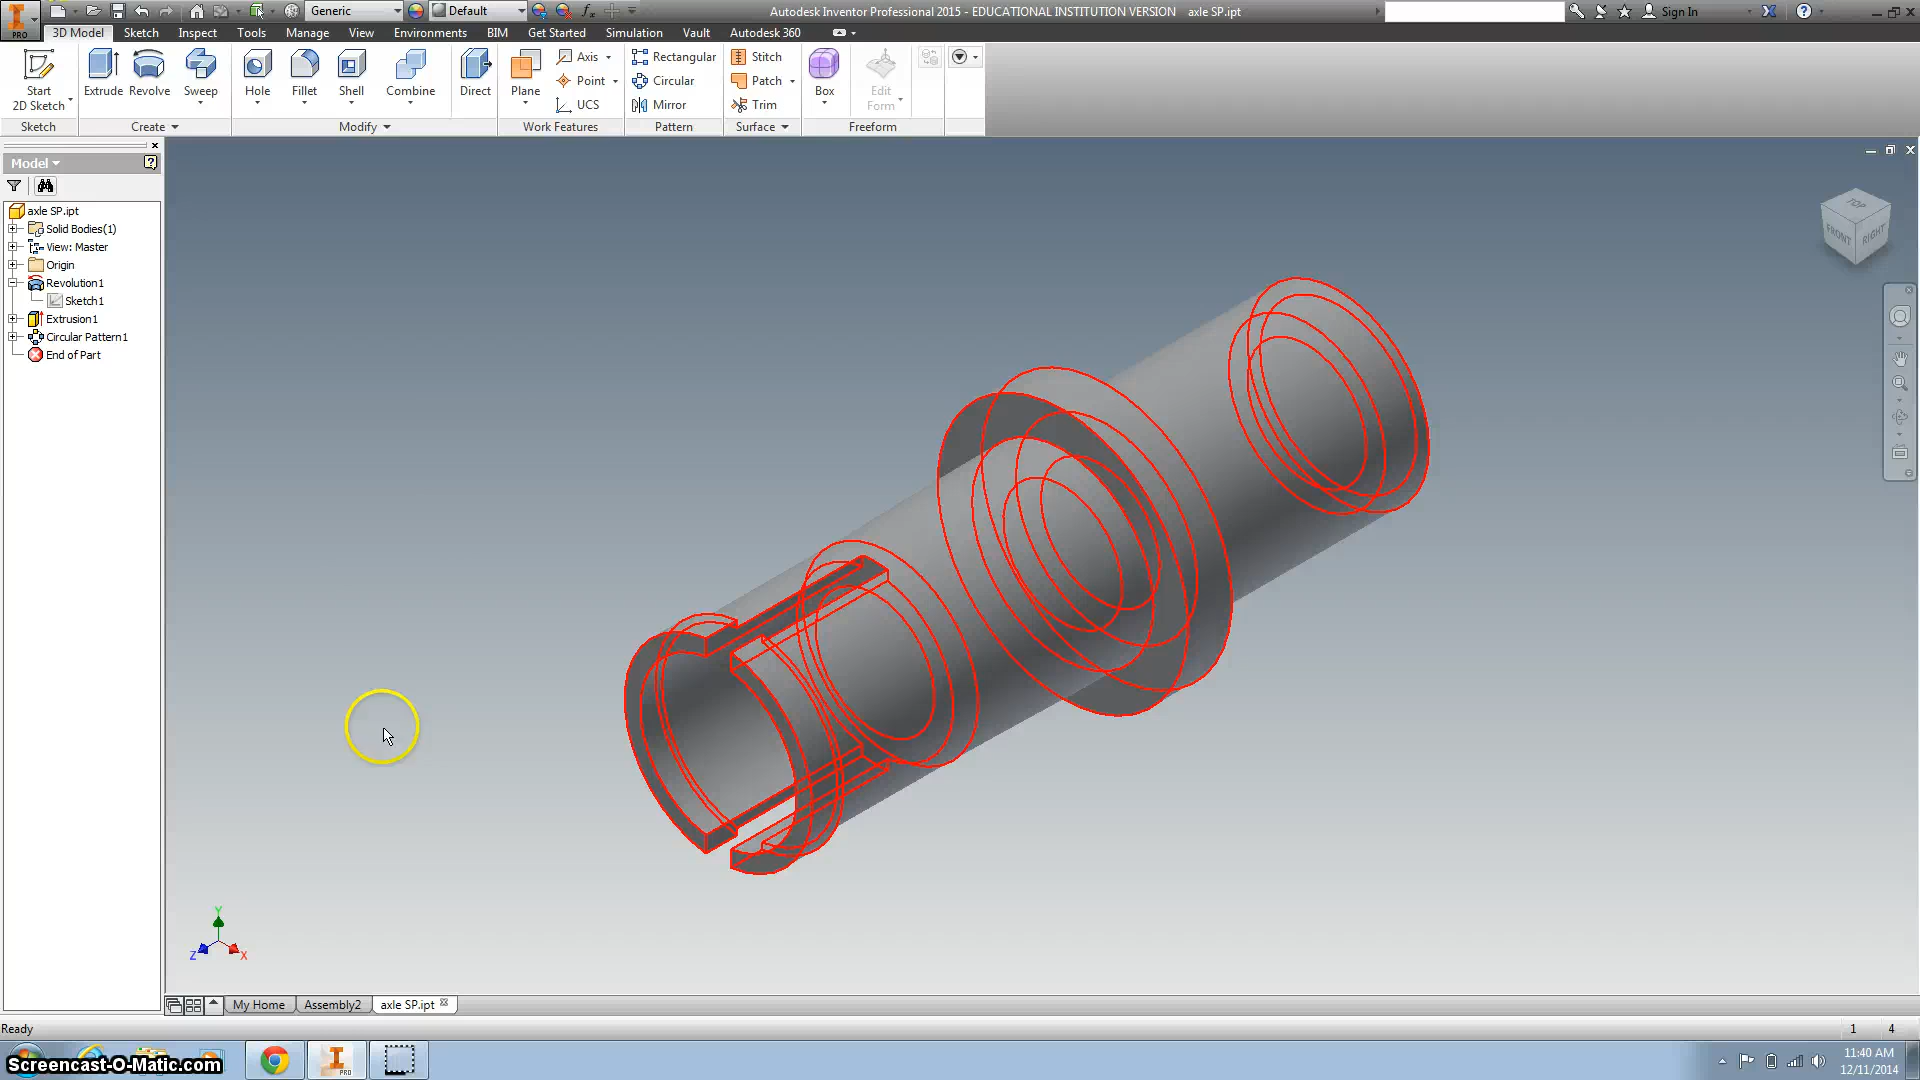 Generic
Default
Autodesk Inventor Professional 2015 - EDUCATIONAL INSTITUTION VERSION axle SP.ipt
Sign In
PRO
3D Model Sketch Inspect Tools Manage View Environments BIM Get Started Simulation Vault Autodesk 360
Start
2D Sketch
Extrude Revolve Sweep
Hole Fillet Shell Combine
Direct
Plane
Axis
Point
UCS
Rectangular
Circular
Mirror
Stitch
Patch
Trim
Box
Edit
Form
Sketch Create Modify Work Features Pattern Surface Freeform
Model
axle SP.ipt
Solid Bodies(1)
View: Master
Origin
Revolution1
Sketch1
Extrusion1
Circular Pattern1
End of Part
TOP
FRONT RIGHT
Y
Z X
My Home Assembly2 axle SP.ipt
Ready
1 4
Screencast-O-Matic.com
PRO
11:40 AM
12/11/2014